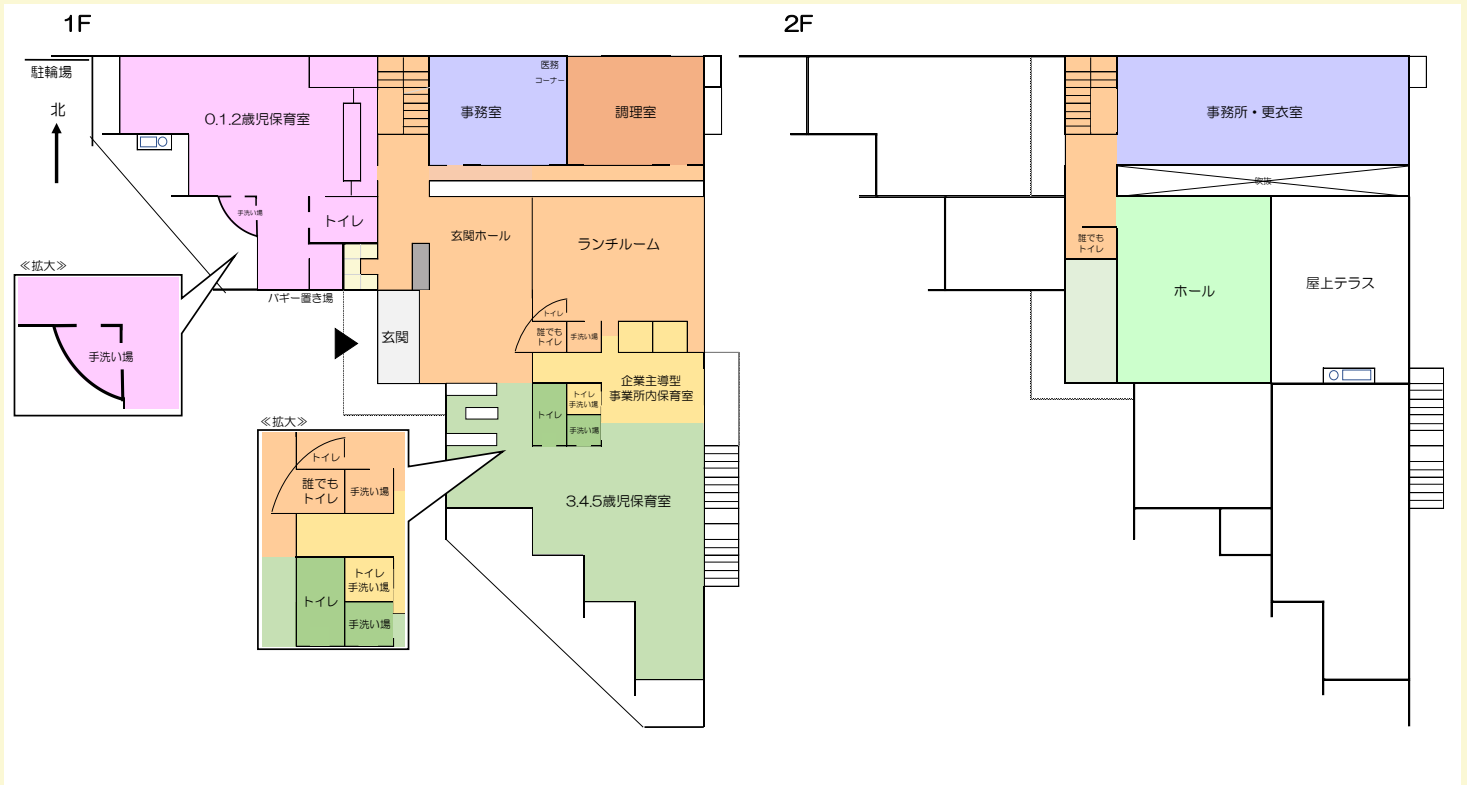 1F
駐輪場
北
0.1.2歳児保育室
手洗い場
トイレ
バギー置き場
≪拡大≫
手洗い場
事務室
医務
コーナー
調理室
玄関ホール
ランチルーム
玄関
トイレ
誰でも
トイレ
手洗い場
企業主導型
事業所内保育室
トイレ
トイレ
手洗い場
手洗い場
3.4.5歳児保育室
≪拡大≫
トイレ
誰でも
トイレ
手洗い場
トイレ
トイレ
手洗い場
手洗い場
2F
事務所・更衣室
吹抜
誰でも
トイレ
ホール
屋上テラス